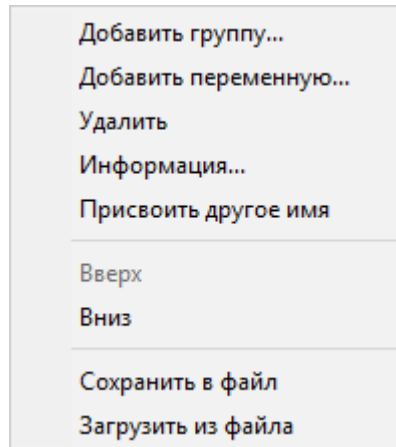 Добавить группу...
Добавить переменную...
Удалить
Информация...
Присвоить другое имя
Вверх
Вниз
Сохранить в файл
Загрузить из файла